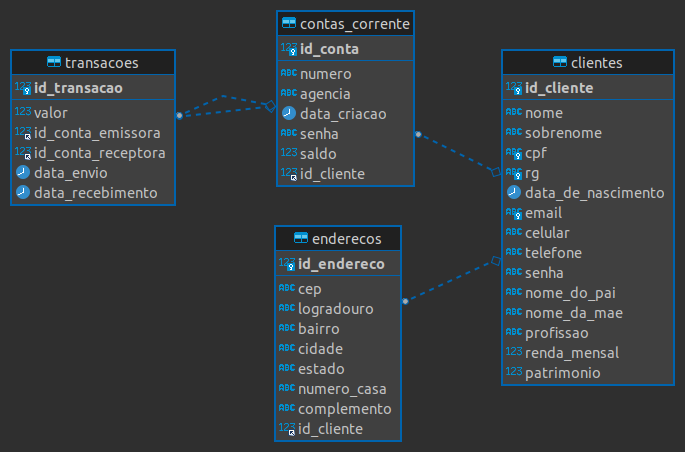 transacoes
123 id_transacao
123 valor
123 id_conta_emissora
123 id_conta_receptora
data_envio
data_recebimento
contas_corrente
123 id_conta
ABC numero
ABC agencia
data_criacao
ABC senha
123 saldo
123 id_cliente
enderecos
123 id_endereco
ABC cep
ABC logradouro
ABC bairro
ABC cidade
ABC estado
ABC numero_casa
ABC complemento
123 id_cliente
clientes
123 id_cliente
ABC nome
ABC sobrenome
ABC cpf
ABC rg
data_de_nascimento
ABC email
ABC celular
ABC telefone
ABC senha
ABC nome_do_pai
ABC nome_da_mae
ABC profissao
123 renda_mensal
123 patrimonio